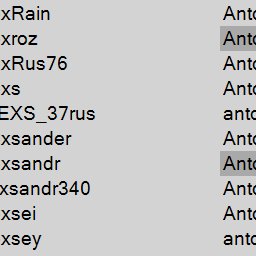 xRain Anto
xroz Anto
xRus76 Anto
xs Anto
EXS_37rus anto
xsander Anto
xsandr Anto
xsandr340 Anto
xsei Anto
xsey anto